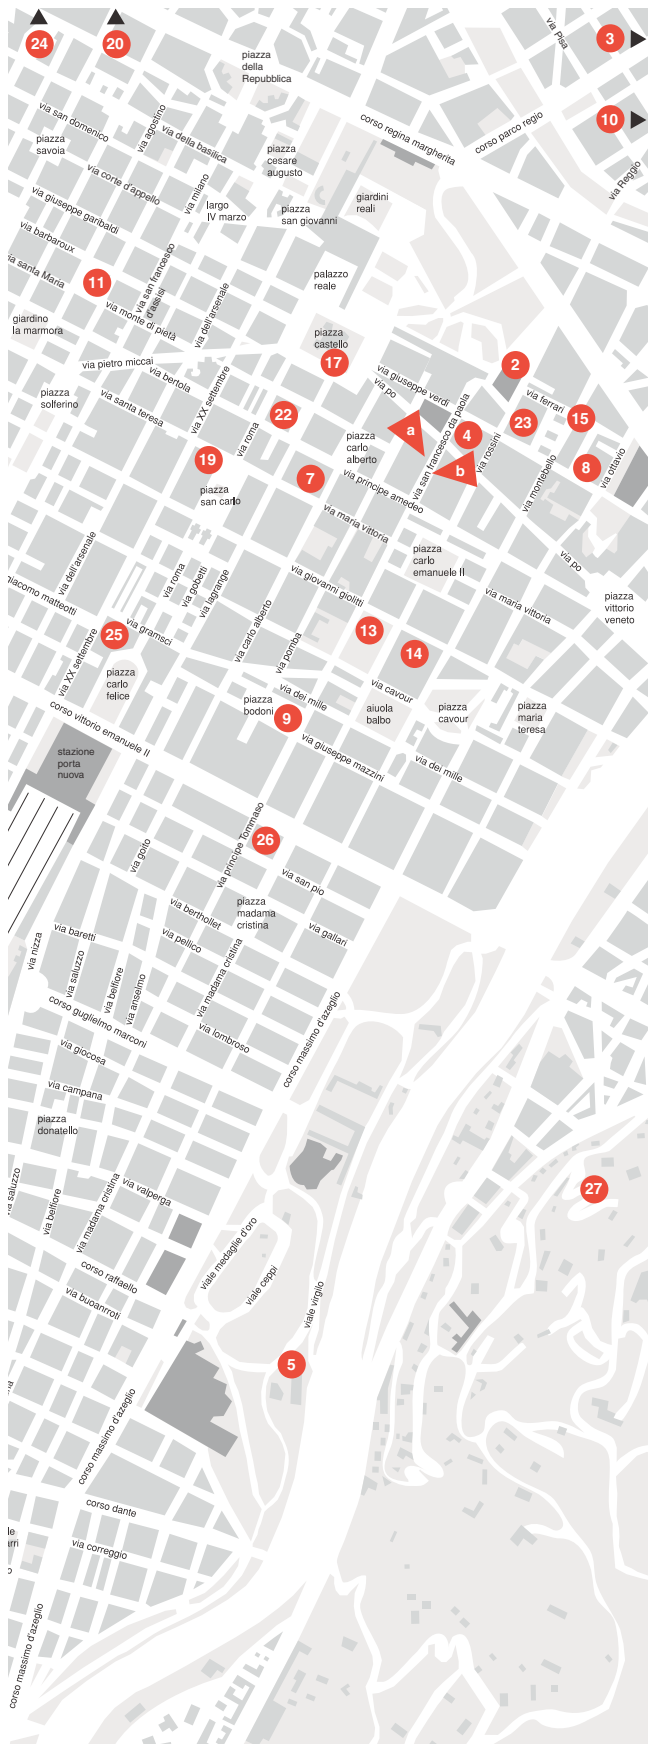 24
20
3
10
piazza
della
Repubblica
via Pisa
via san domenico
via agostino
via della basilica
corso regina margherita
corso parco regio
piazza
savoia
piazza
cesare
augusto
via corte d'appello
via milano
via Reggio
via giuseppe garibaldi
largo
IV marzo
piazza
san giovanni
giardini
reali
via barbaroux
via santa Maria
11
via san francesco
d'assisi
via monte di pietà
via dell'arsenale
palazzo
reale
giardino
la marmora
piazza
castello
17
via pietro miccai
via bertola
via giuseppe verdi
via po
2
piazza
solferino
via santa teresa
via XX settembre
via ferrari
22
via roma
a
via san francesco da paola
4
23
15
19
piazza
carlo
alberto
via rossini
b
7
via principe amedeo
via montebello
8
via ottavio
piazza
san carlo
via maria vittoria
via dell'arsenale
via roma
via gobetti
via lagrange
via giovanni giolitti
piazza
carlo
emanuele II
via po
giacomo matteotti
via maria vittoria
piazza
vittorio
veneto
25
via gramsci
via carlo alberto
via pomba
13
14
via XX settembre
piazza
carlo
felice
via cavour
piazza
bodoni
via dei mille
9
aiuola
balbo
piazza
cavour
piazza
maria
teresa
corso vittorio emanuele II
via giuseppe mazzini
via dei mille
stazione
porta
nuova
via principe Tommaso
26
via goito
via san pio
via berthollet
piazza
madama
cristina
via baretti
via pellico
via gallari
via nizza
via saluzzo
via belfiore
via anselmo
via madama cristina
corso guglielmo marconi
via lombroso
corso massimo d'azeglio
via giocosa
via campana
piazza
donatello
via saluzzo
via belfiore
via madama cristina
via valperga
27
viale medaglie d'oro
corso raffaello
viale ceppi
viale virgilo
via buoanrroti
5
corso massimo d'azeglio
corso dante
le
arri
via correggio
corso massimo d'azeglio